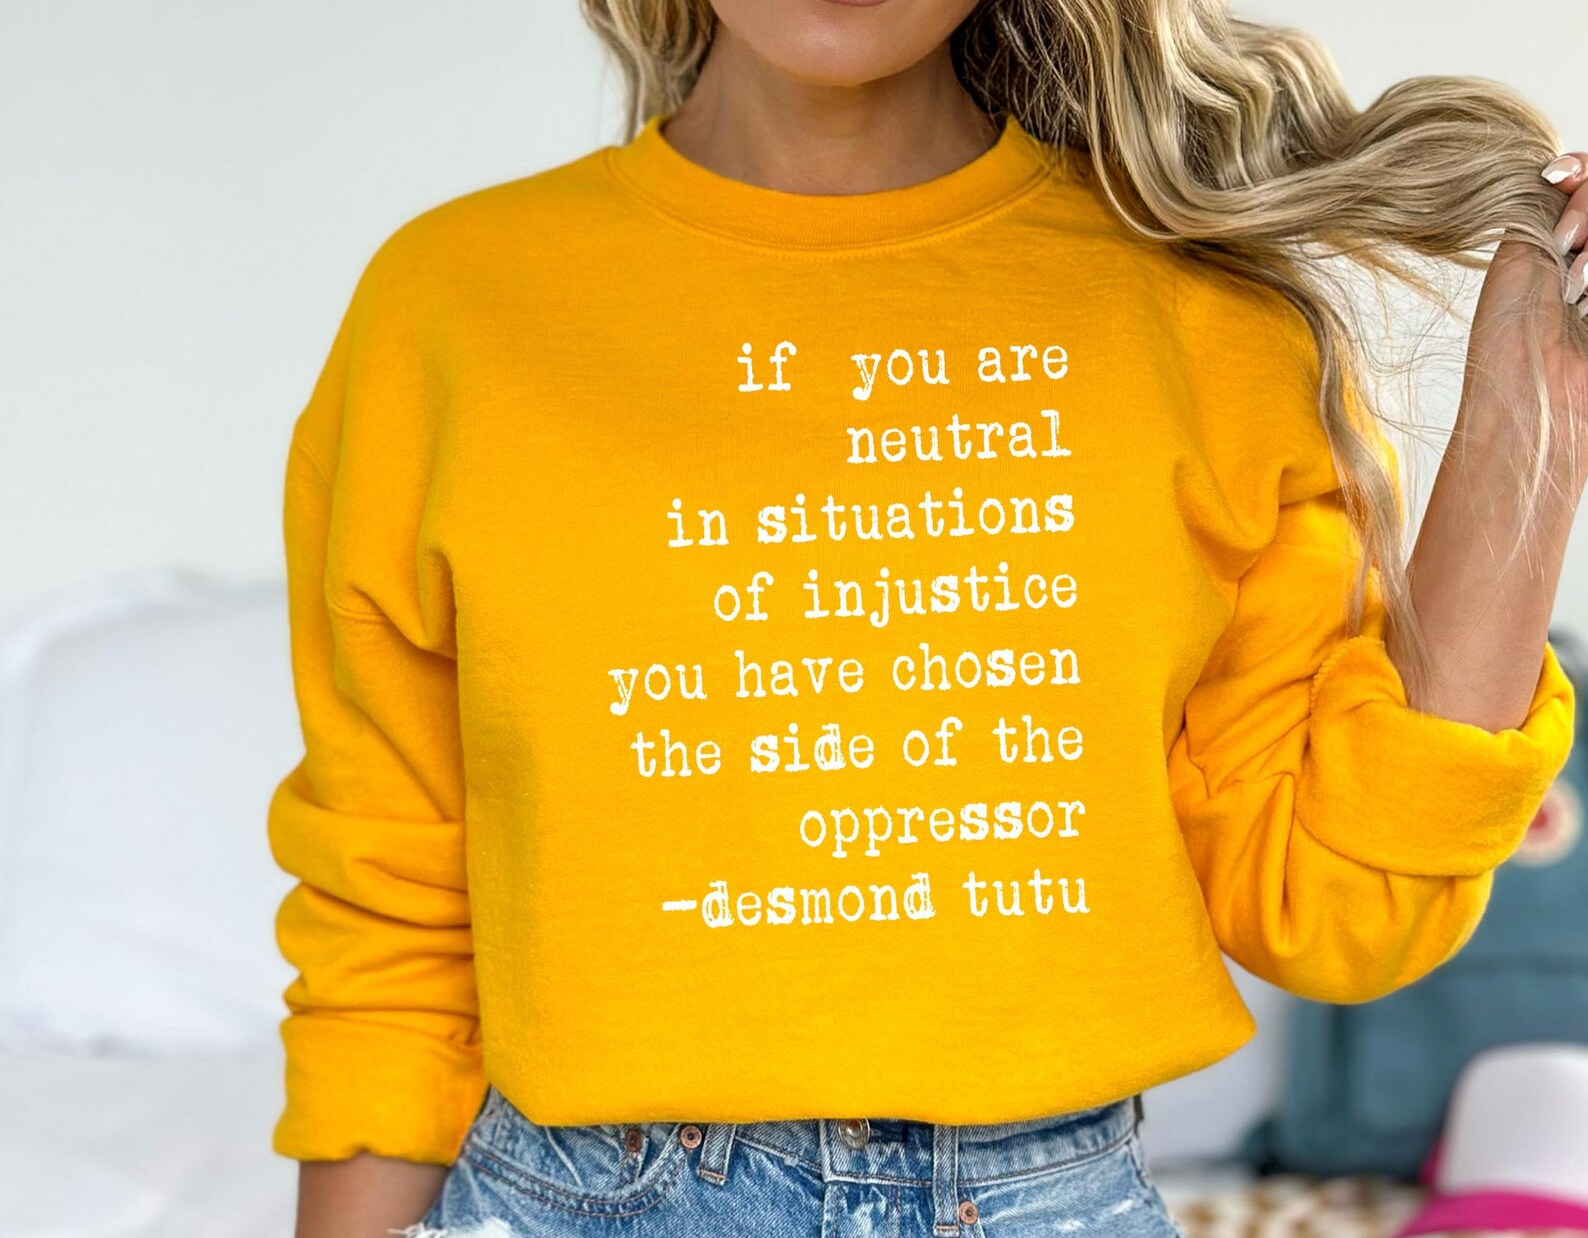 if you are
neutral
in situations
of injustice
you have chosen
the side of the
oppressor
-desmond tutu